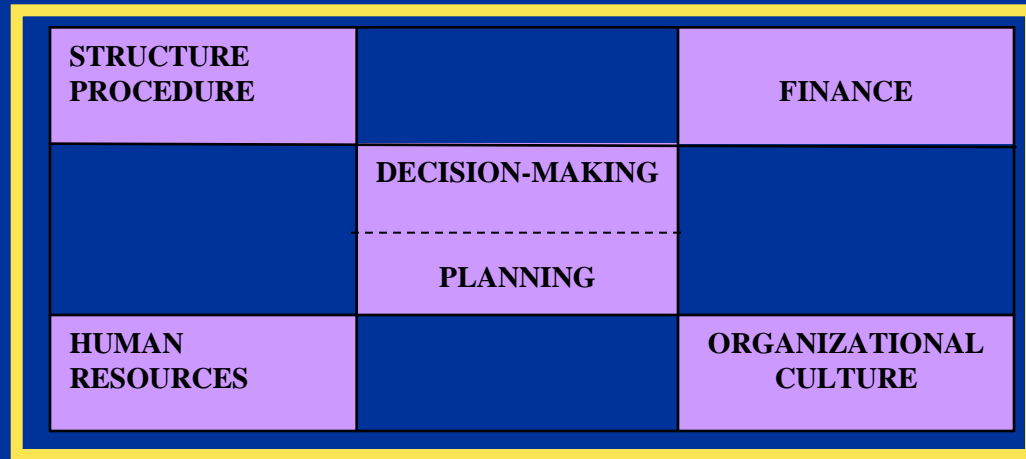 STRUCTURE
PROCEDURE
FINANCE
DECISION-MAKING
PLANNING
HUMAN
RESOURCES
ORGANIZATIONAL
CULTURE